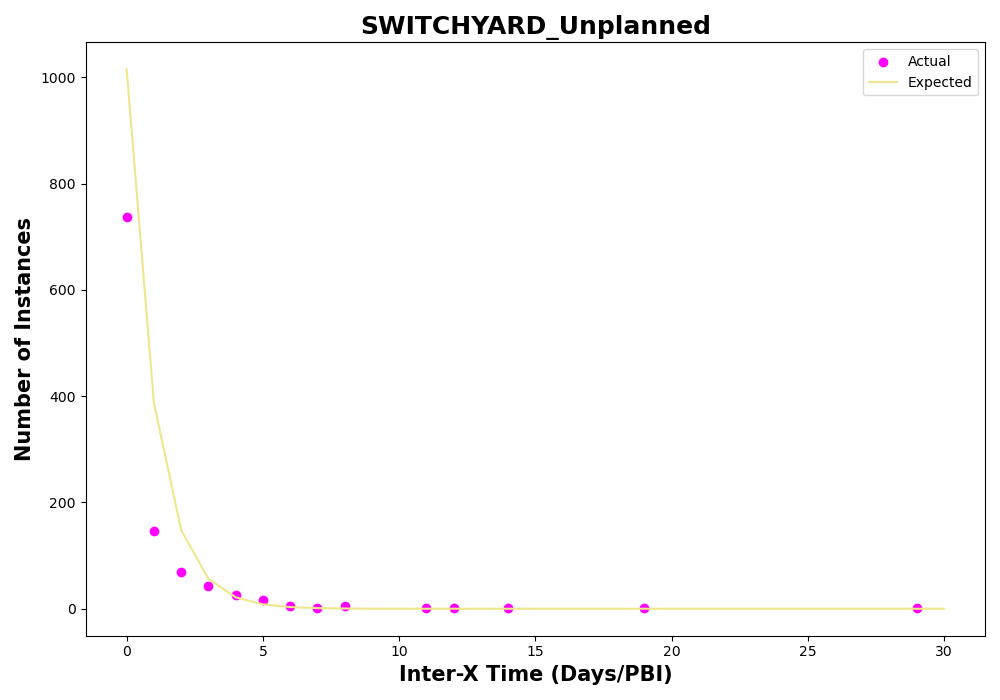 SWITCHYARD_Unplanned
Actual
Expected
1000
800
600
400
200
0
Number of Instances
0 5 10 15 20 25 30
Inter-X Time (Days/PBI)